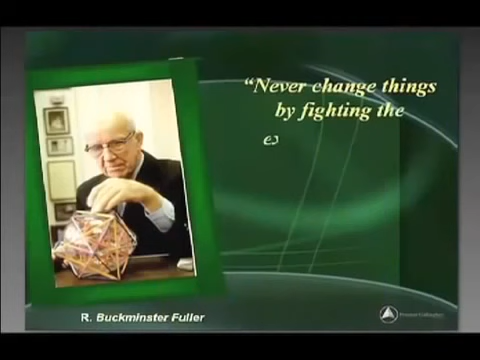 “Never change things
by fighting the
R. Buckminster Fuller